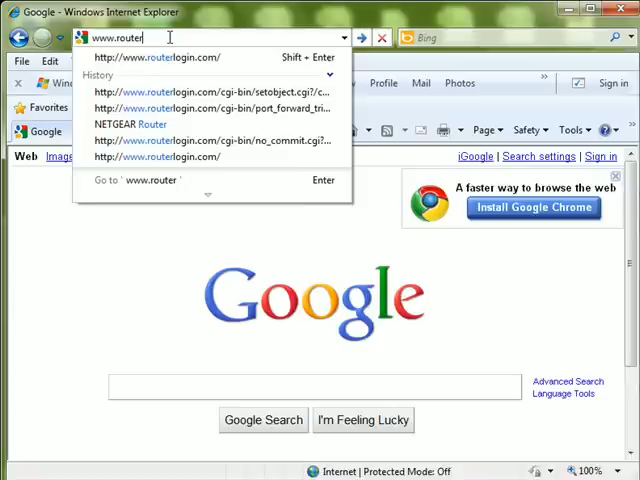 Google - Windows Internet Explorer
www.router
Bing
http://www.routerlogin.com/ Shift + Enter
File Edit
History
Wind
Mail Photos
Profile
Sign in
http://www.routerlogin.com/cgi-bin/setobject.cgi?/c...
http://www.routerlogin.com/cgi-bin/port_forward_tri...
Favorites
NETGEAR Router
Google
Page Safety Tools
http://www.routerlogin.com/cgi-bin/no_commit.cgi?...
http://www.routerlogin.com/
Web Image
iGoogle | Search settings | Sign in
Go to ' www.router ' Enter
A faster way to browse the web
Install Google Chrome
Google
Advanced Search
Language Tools
Google Search I'm Feeling Lucky
Internet | Protected Mode: Off 100%